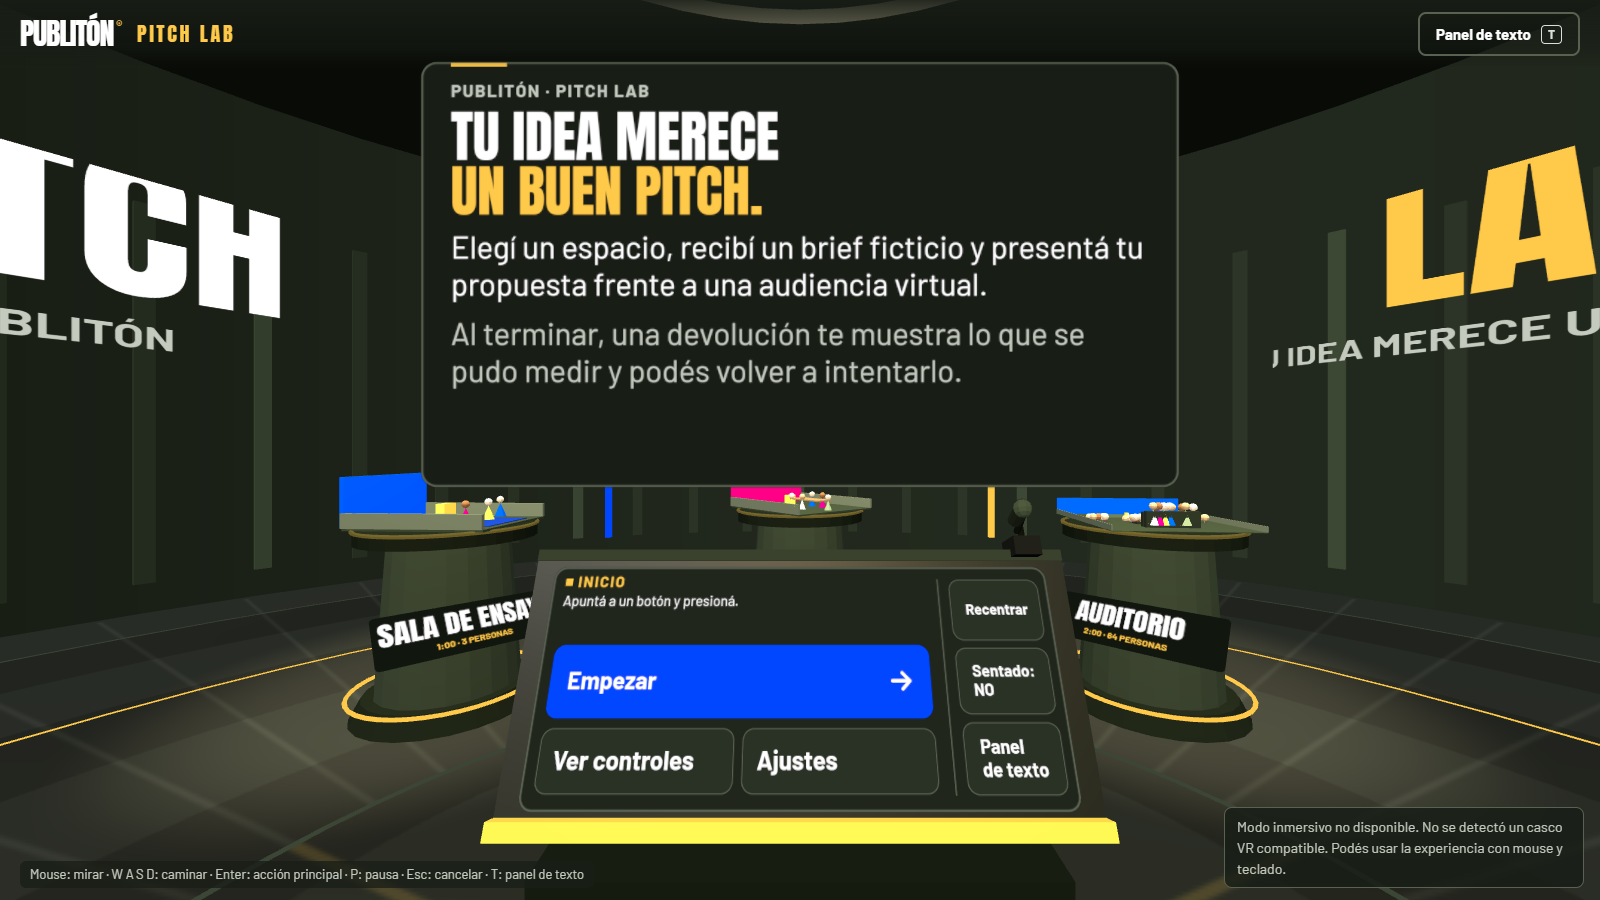 PUBLITÓN
PITCH LAB
Panel de texto T
PUBLITÓN · PITCH LAB
TU IDEA MERECE
UN BUEN PITCH.
Elegí un espacio, recibí un brief ficticio y presentá tu
propuesta frente a una audiencia virtual.
Al terminar, una devolución te muestra lo que se
pudo medir y podés volver a intentarlo.
TCH
BLITÓN
LA
IDEA MERECE U
SALA DE ENSAY
1:00 · 3 PERSONAS
AUDITORIO
2:00 · 64 PERSONAS
INICIO
Apuntá a un botón y presioná.
Empezar
Ver controles
Ajustes
Recentrar
Sentado:
NO
Panel
de texto
Mouse: mirar · W A S D: caminar · Enter: acción principal · P: pausa · Esc: cancelar · T: panel de texto
Modo inmersivo no disponible. No se detectó un casco
VR compatible. Podés usar la experiencia con mouse y
teclado.